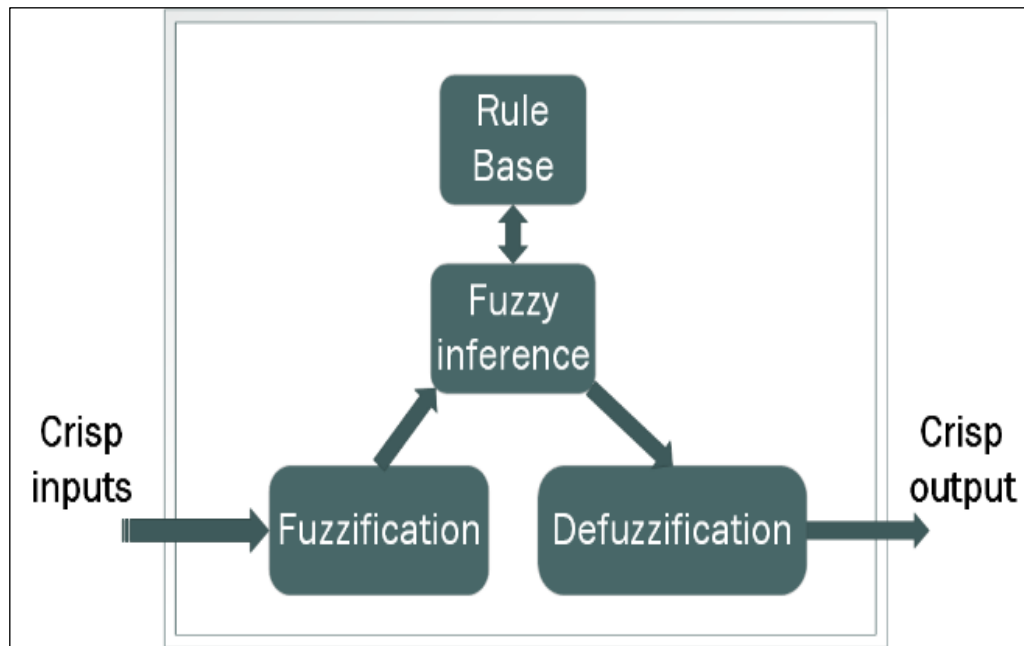 Rule
Base
Fuzzy
inference
Crisp
inputs
Fuzzification
Defuzzification
Crisp
output